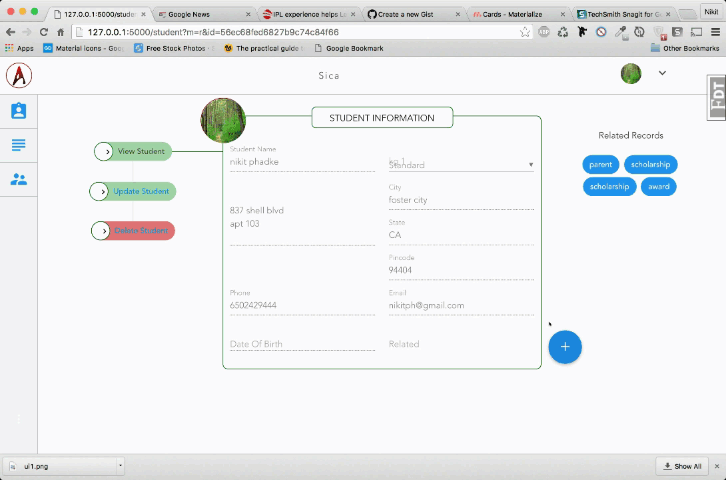 127.0.0.1:5000/studen
Google News
IPL experience helps L
Create a new Gist
Cards - Materialize
TechSmith Snagit for G
Nikit
127.0.0.1:5000/student?m=r&id=56ec68fed6827b9c74c84f66
Apps
Material icons - Goo
Free Stock Photos -
The practical guide
Google Bookmark
Other Bookmarks
Sica
FDT
STUDENT INFORMATION
Related Records
View Student
Student Name
nikit phadke
Standard
parent
scholarship
Update Student
City
foster city
scholarship
award
837 shell blvd
apt 103
State
CA
Delete Student
Pincode
94404
Phone
6502429444
Email
nikitph@gmail.com
Date Of Birth
Related
+
ui1.png
Show All